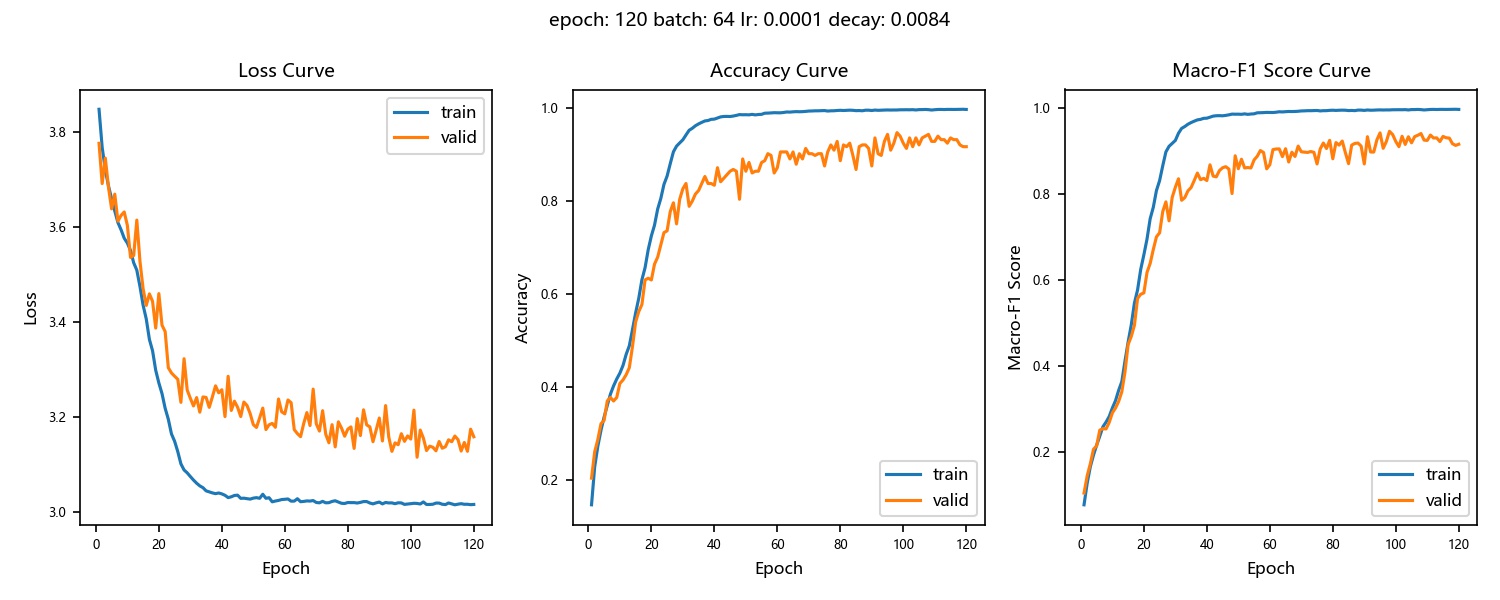 epoch: 120 batch: 64 lr: 0.0001 decay: 0.0084
Loss Curve
3.8
3.6
3.4
3.2
3.0
Loss
0 20 40 60 80 100 120
Epoch
train
valid
Accuracy Curve
1.0
0.8
0.6
0.4
0.2
Accuracy
0 20 40 60 80 100 120
Epoch
train
valid
Macro-F1 Score Curve
1.0
0.8
0.6
0.4
0.2
Macro-F1 Score
0 20 40 60 80 100 120
Epoch
train
valid